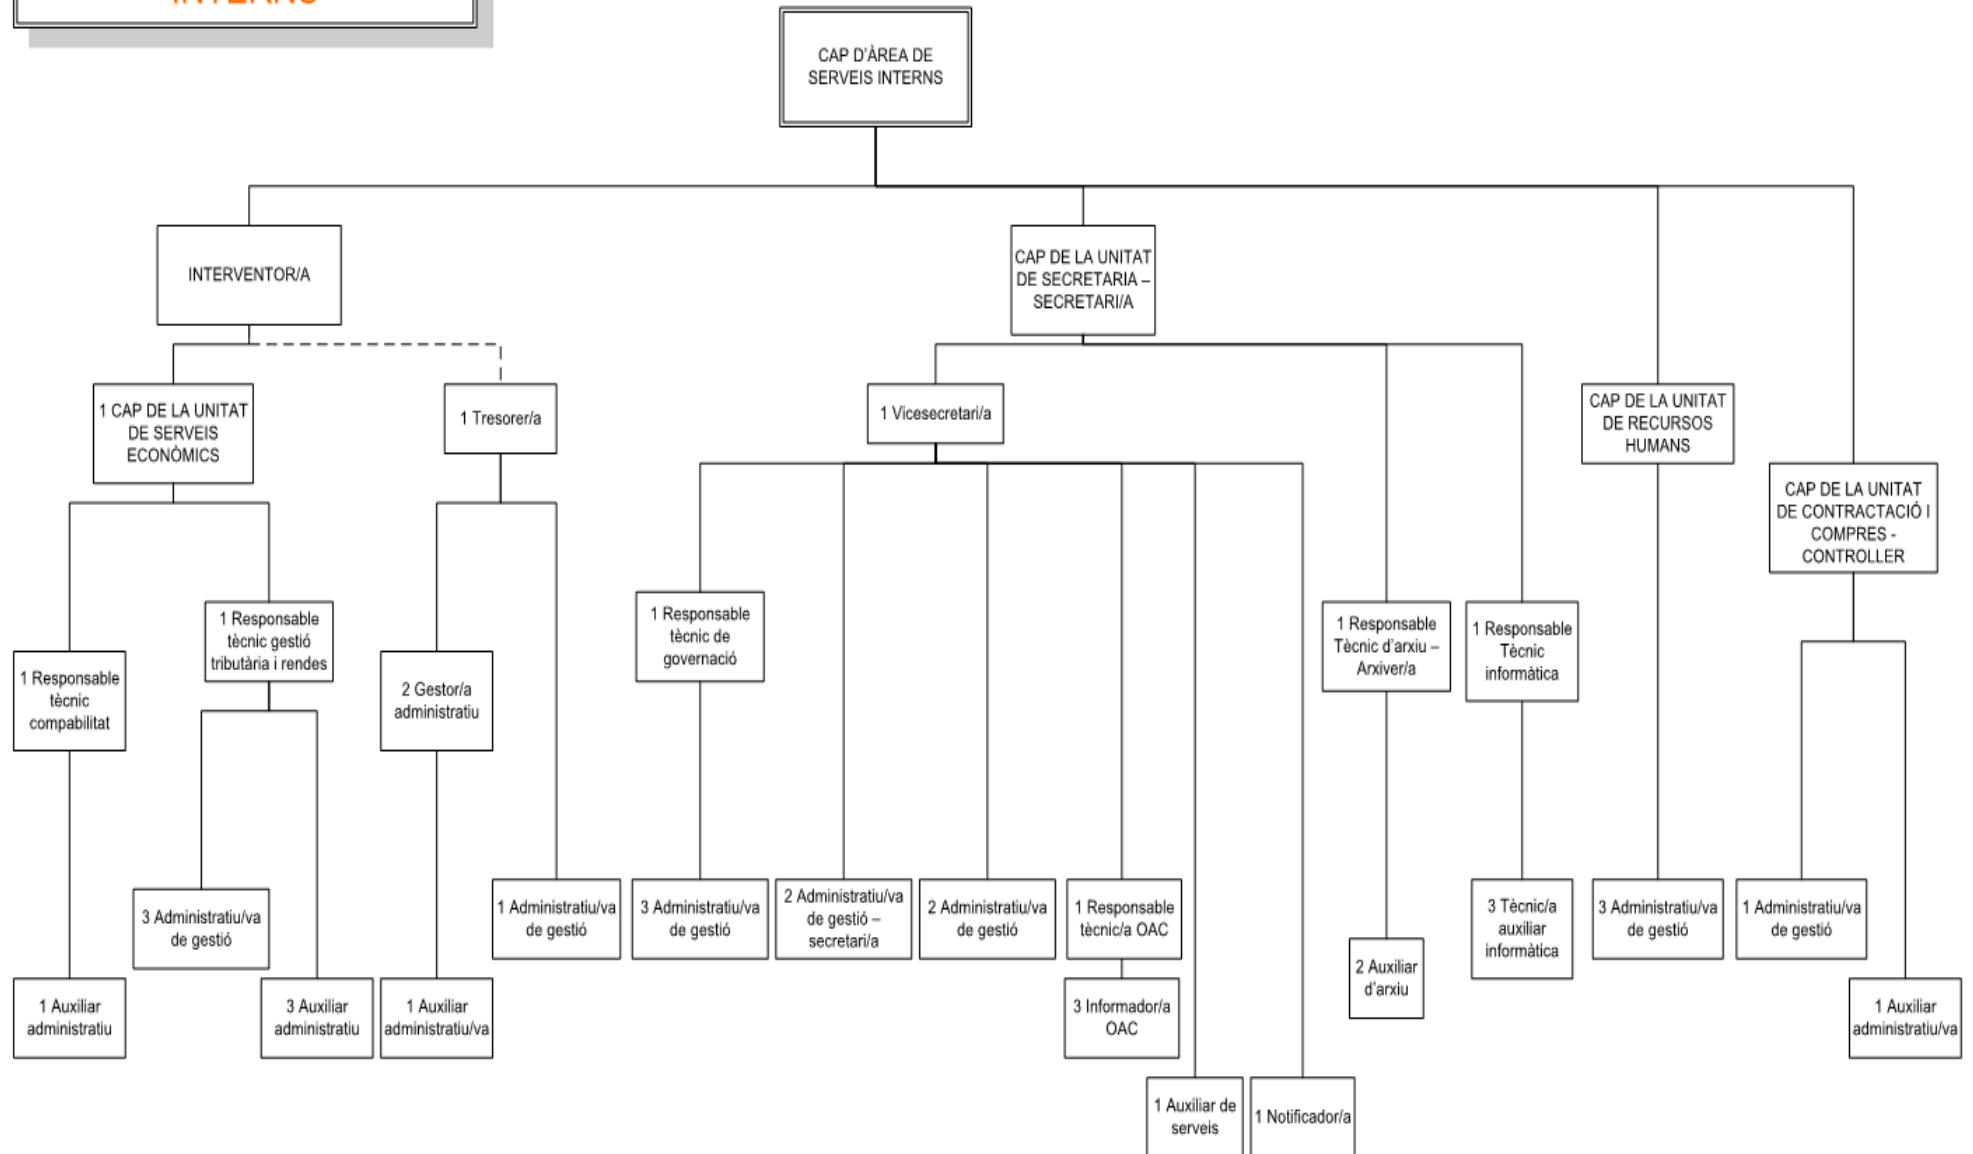 INTERNS
CAP D'ÀREA DE
SERVEIS INTERNS
INTERVENTOR/A
CAP DE LA UNITAT
DE SECRETARIA –
SECRETARI/A
1 CAP DE LA UNITAT
DE SERVEIS
ECONÒMICS
1 Tresorer/a
1 Vicesecretari/a
CAP DE LA UNITAT
DE RECURSOS
HUMANS
CAP DE LA UNITAT
DE CONTRACTACIÓ I
COMPRES -
CONTROLLER
1 Responsable
tècnic
compabilitat
1 Responsable
tècnic gestió
tributària i rendes
2 Gestor/a
administratiu
1 Responsable
tècnic de
governació
1 Responsable
Tècnic d'arxiu –
Arxiver/a
1 Responsable
Tècnic
informàtica
3 Administratiu/va
de gestió
1 Administratiu/va
de gestió
3 Administratiu/va
de gestió
2 Administratiu/va
de gestió –
secretari/a
2 Administratiu/va
de gestió
1 Responsable
tècnic/a OAC
3 Tècnic/a
auxiliar
informàtica
3 Administratiu/va
de gestió
1 Administratiu/va
de gestió
1 Auxiliar
administratiu
3 Auxiliar
administratiu
1 Auxiliar
administratiu/va
3 Informador/a
OAC
2 Auxiliar
d'arxiu
1 Auxiliar
administratiu/va
1 Auxiliar de
serveis
1 Notificador/a